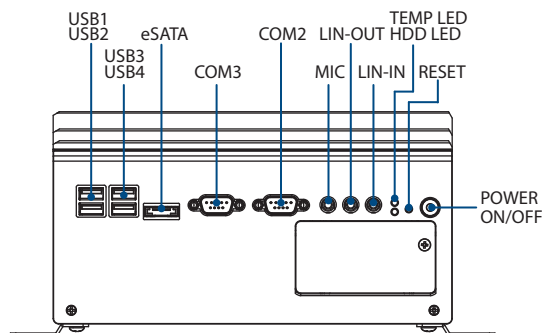 USB1
USB2
eSATA
USB3
USB4
COM3
COM2
LIN-OUT
TEMP LED
HDD LED
MIC
LIN-IN
RESET
POWER
ON/OFF